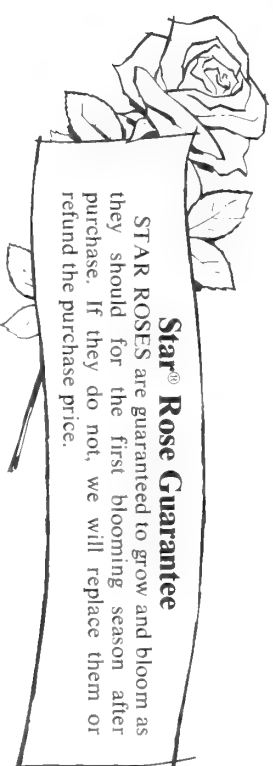 Star® Rose Guarantee
STAR ROSES are guaranteed to grow and bloom as
they should for the first blooming season after
purchase. If they do not, we will replace them or
refund the purchase price.